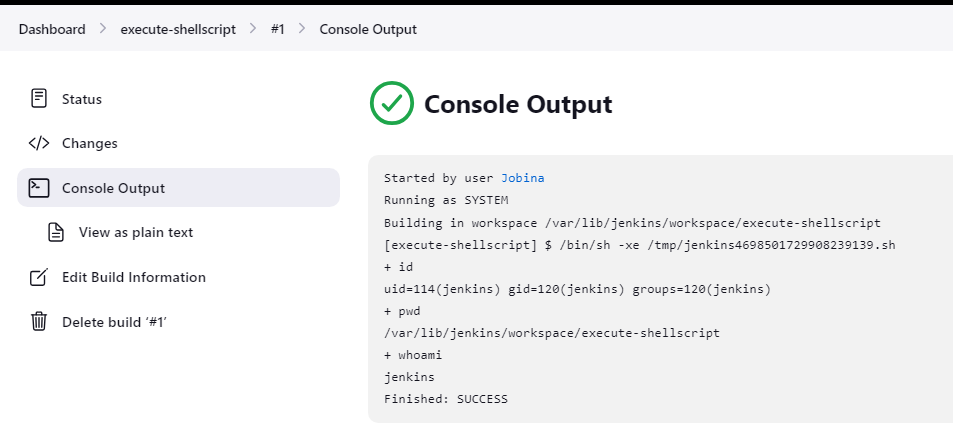 Dashboard > execute-shellscript > #1 > Console Output
Status
Changes
Console Output
View as plain text
Edit Build Information
Delete build ‘#1’
Console Output
Started by user Jobina
Running as SYSTEM
Building in workspace /var/lib/jenkins/workspace/execute-shellscript
[execute-shellscript] $ /bin/sh -xe /tmp/jenkins4698501729908239139.sh
+ id
uid=114(jenkins) gid=120(jenkins) groups=120(jenkins)
+ pwd
/var/lib/jenkins/workspace/execute-shellscript
+ whoami
jenkins
Finished: SUCCESS